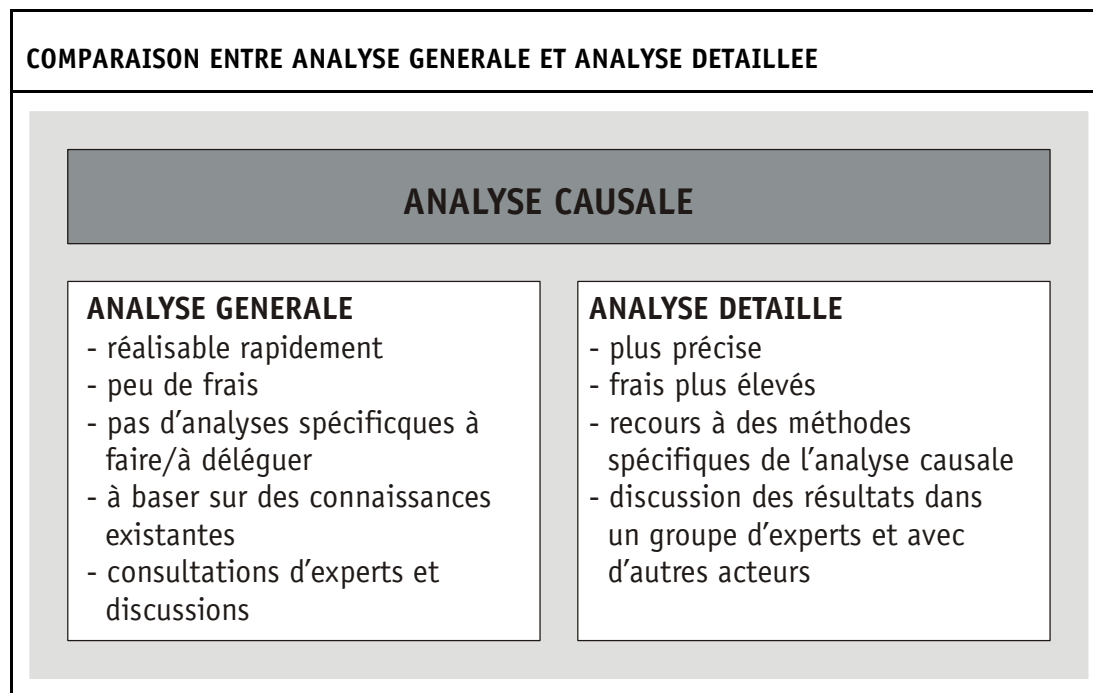 COMPARAISON ENTRE ANALYSE GENERALE ET ANALYSE DETAILLEE
ANALYSE CAUSALE
ANALYSE GENERALE
- réalisable rapidement
- peu de frais
- pas d’analyses spécificques à
faire/à déléguer
- à baser sur des connaissances
existantes
- consultations d’experts et
discussions
ANALYSE DETAILLE
- plus précise
- frais plus élevés
- recours à des méthodes
spécifiques de l’analyse causale
- discussion des résultats dans
un groupe d’experts et avec
d’autres acteurs